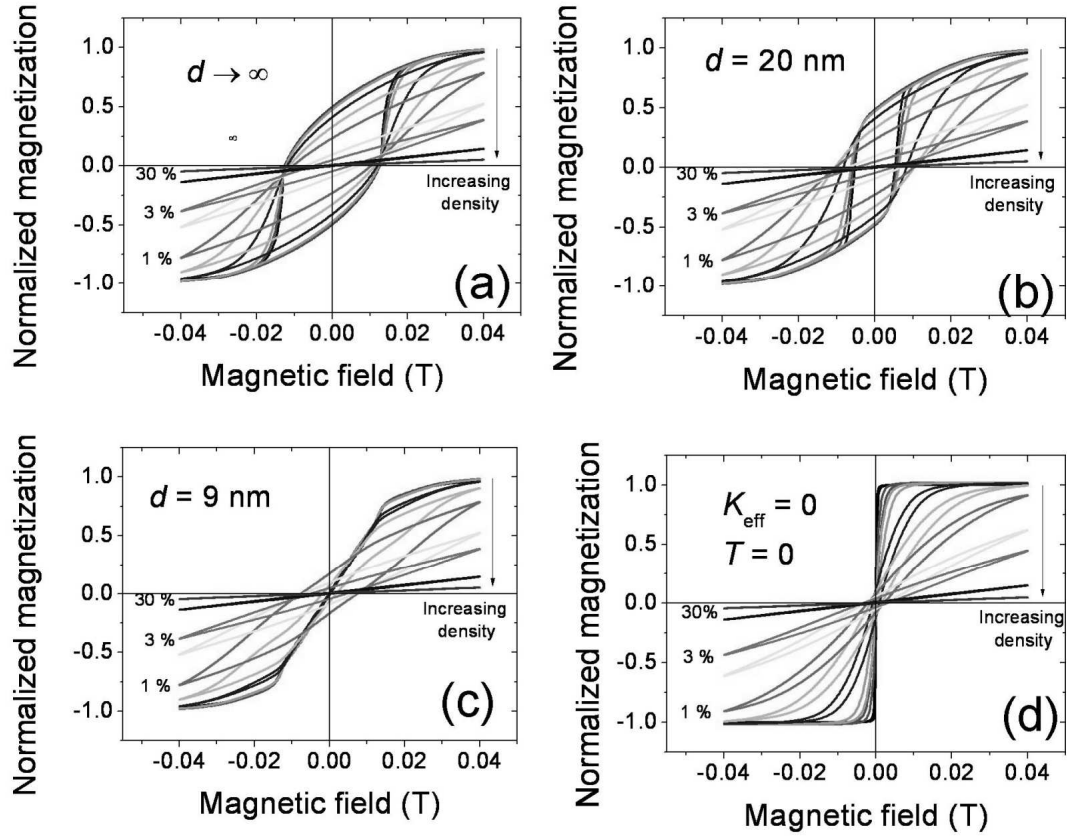 Normalized magnetization
1.0
0.5
0.0
-0.5
-1.0
d → ∞
∞
30 %
3 %
1 %
Increasing
density
(a)
-0.04
-0.02
0.00
0.02
0.04
Magnetic field (T)
Normalized magnetization
1.0
0.5
0.0
-0.5
-1.0
d = 20 nm
30 %
3 %
1 %
Increasing
density
(b)
-0.04
-0.02
0.00
0.02
0.04
Magnetic field (T)
Normalized magnetization
1.0
0.5
0.0
-0.5
-1.0
d = 9 nm
30 %
3 %
1 %
Increasing
density
(c)
-0.04
-0.02
0.00
0.02
0.04
Magnetic field (T)
Normalized magnetization
1.0
0.5
0.0
-0.5
-1.0
Keff = 0
T = 0
30%
3 %
1 %
Increasing
density
(d)
-0.04
-0.02
0.00
0.02
0.04
Magnetic field (T)